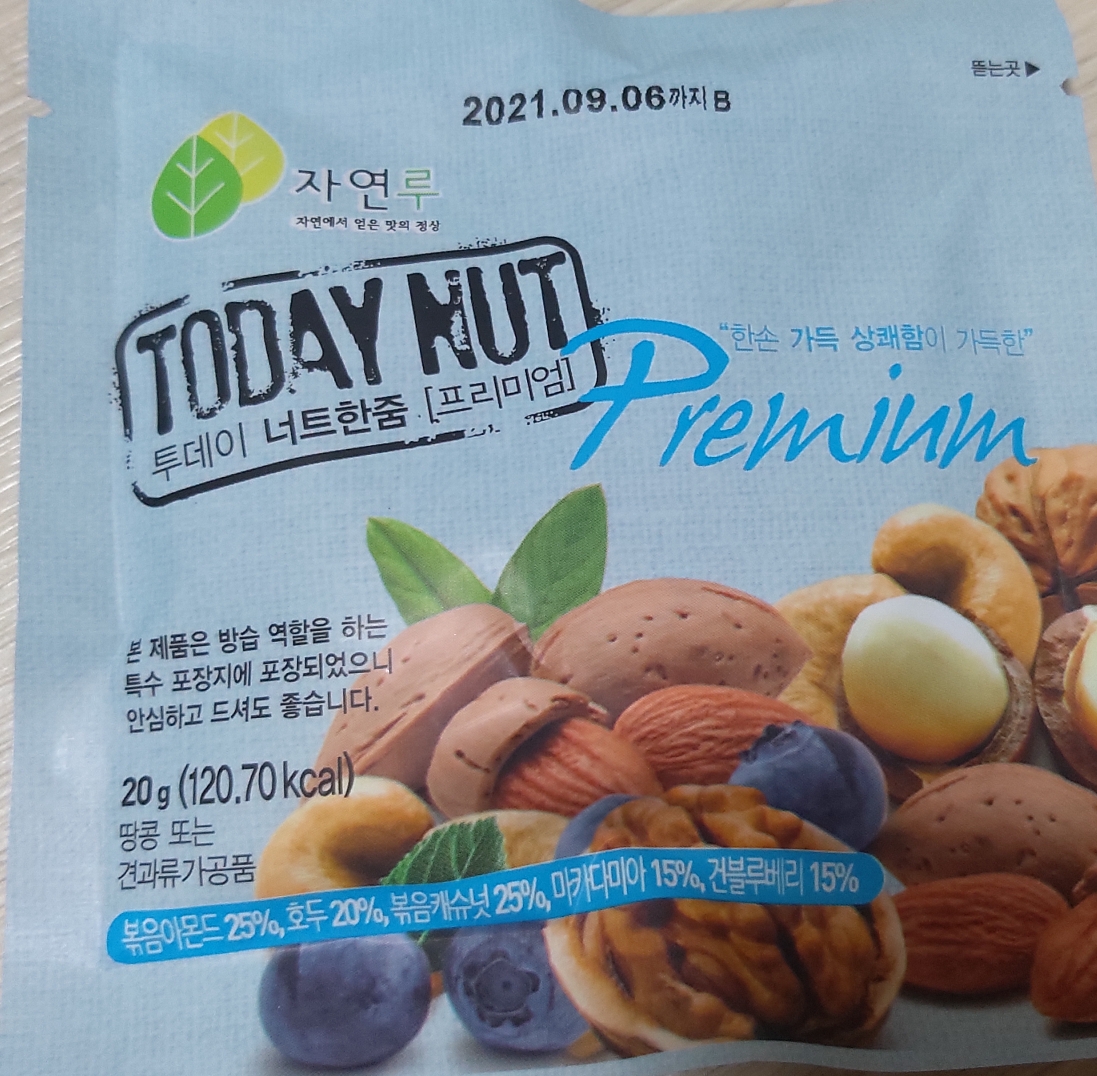 뜯는곳▶
2021.09.06까지 B
자연루
자연에서 얻은 맛의 정상
TODAY NUT
투데이 너트한줌 [프리미엄]
“한손 가득 상쾌함이 가득한”
Premium
본 제품은 방습 역할을 하는
특수 포장지에 포장되었으니
안심하고 드셔도 좋습니다.
20g (120.70kcal)
땅콩 또는
견과류가공품
볶음아몬드 25%, 호두 20%, 볶음캐슈넛 25%, 마카다미아 15%, 건블루베리 15%